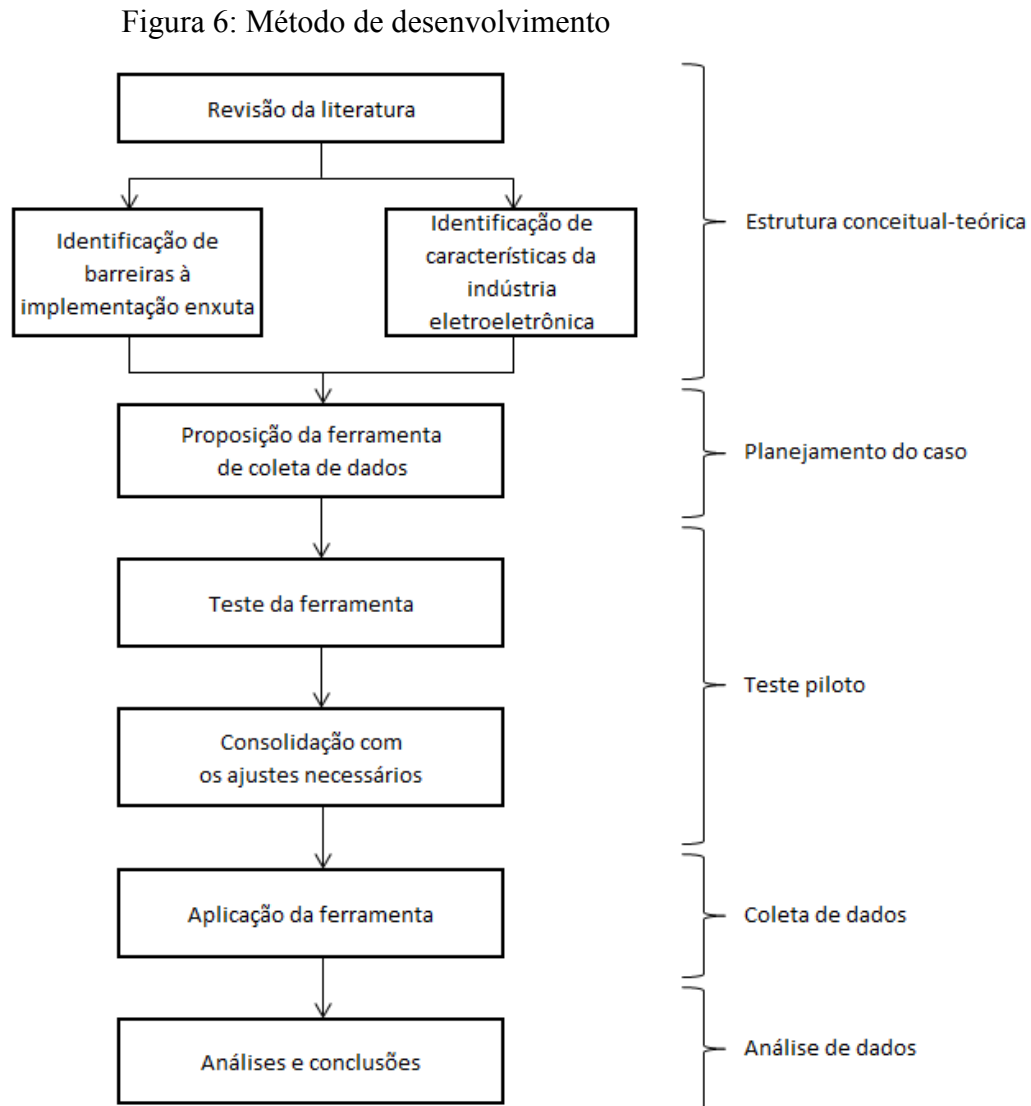 Figura 6: Método de desenvolvimento
Revisão da literatura
Identificação de
barreiras à
implementação enxuta
Identificação de
características da
indústria
eletroeletrônica
Estrutura conceitual-teórica
Proposição da ferramenta
de coleta de dados
Planejamento do caso
Teste da ferramenta
Consolidação com
os ajustes necessários
Teste piloto
Aplicação da ferramenta
Coleta de dados
Análises e conclusões
Análise de dados